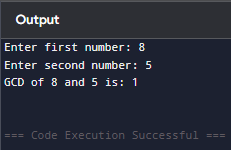 Output
Enter first number: 8
Enter second number: 5
GCD of 8 and 5 is: 1
=== Code Execution Successful ===